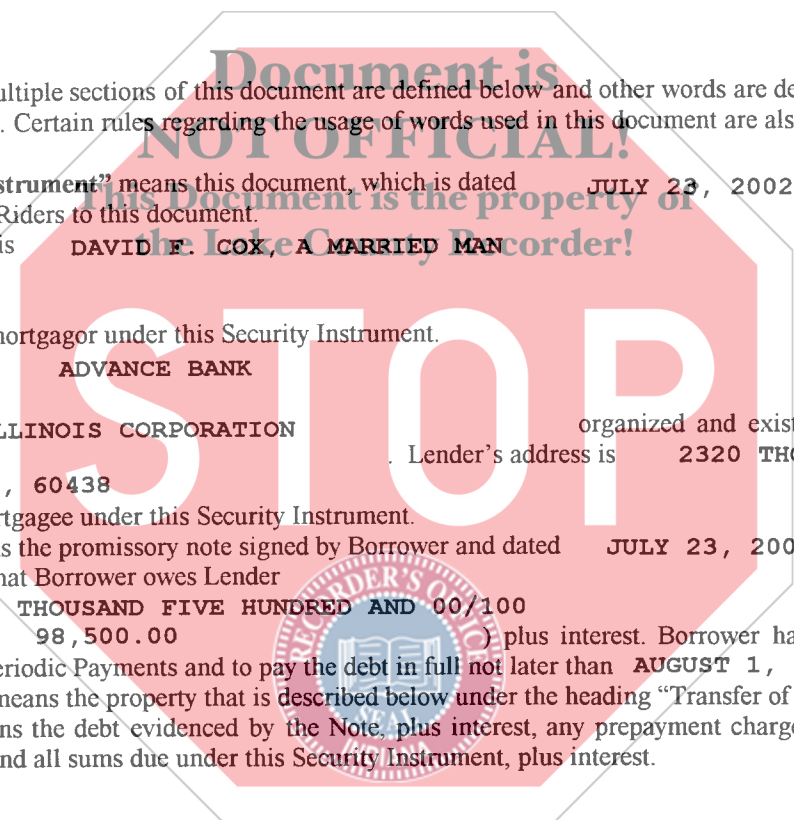 Document is
ultiple sections of this document are defined below and other words are de
. Certain rules regarding the usage of words used in this document are als
NOT OFFICIAL!
strument” means this document, which is dated JULY 23, 2002
This Document is the property of
Riders to this document.
is DAVID F. COX, A MARRIED MAN
the Lake County Recorder!
mortgagor under this Security Instrument.
ADVANCE BANK
STOP
LLINOIS CORPORATION organized and exist
. Lender's address is 2320 THO
, 60438
rtgagee under this Security Instrument.
s the promissory note signed by Borrower and dated JULY 23, 200
hat Borrower owes Lender
THOUSAND FIVE HUNDRED AND 00/100
98,500.00 ) plus interest. Borrower ha
eriodic Payments and to pay the debt in full not later than AUGUST 1,
means the property that is described below under the heading “Transfer of
ns the debt evidenced by the Note, plus interest, any prepayment charge
nd all sums due under this Security Instrument, plus interest.
RECORDER'S OFFICE
SEAL
INDIANA